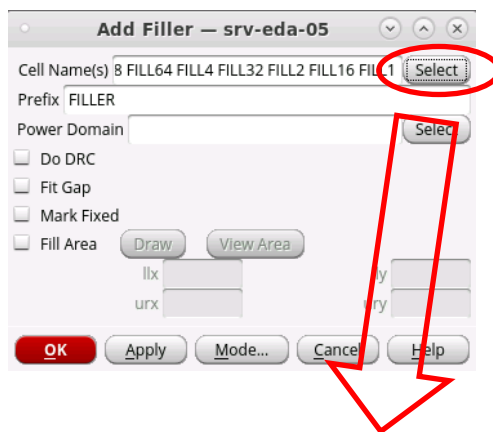 Add Filler — srv-eda-05
Cell Name(s) 8 FILL64 FILL4 FILL32 FILL2 FILL16 FILL1 Select
Prefix FILLER
Power Domain Select
Do DRC
Fit Gap
Mark Fixed
Fill Area Draw View Area
llx
urx
OK Apply Mode... Cancel Help